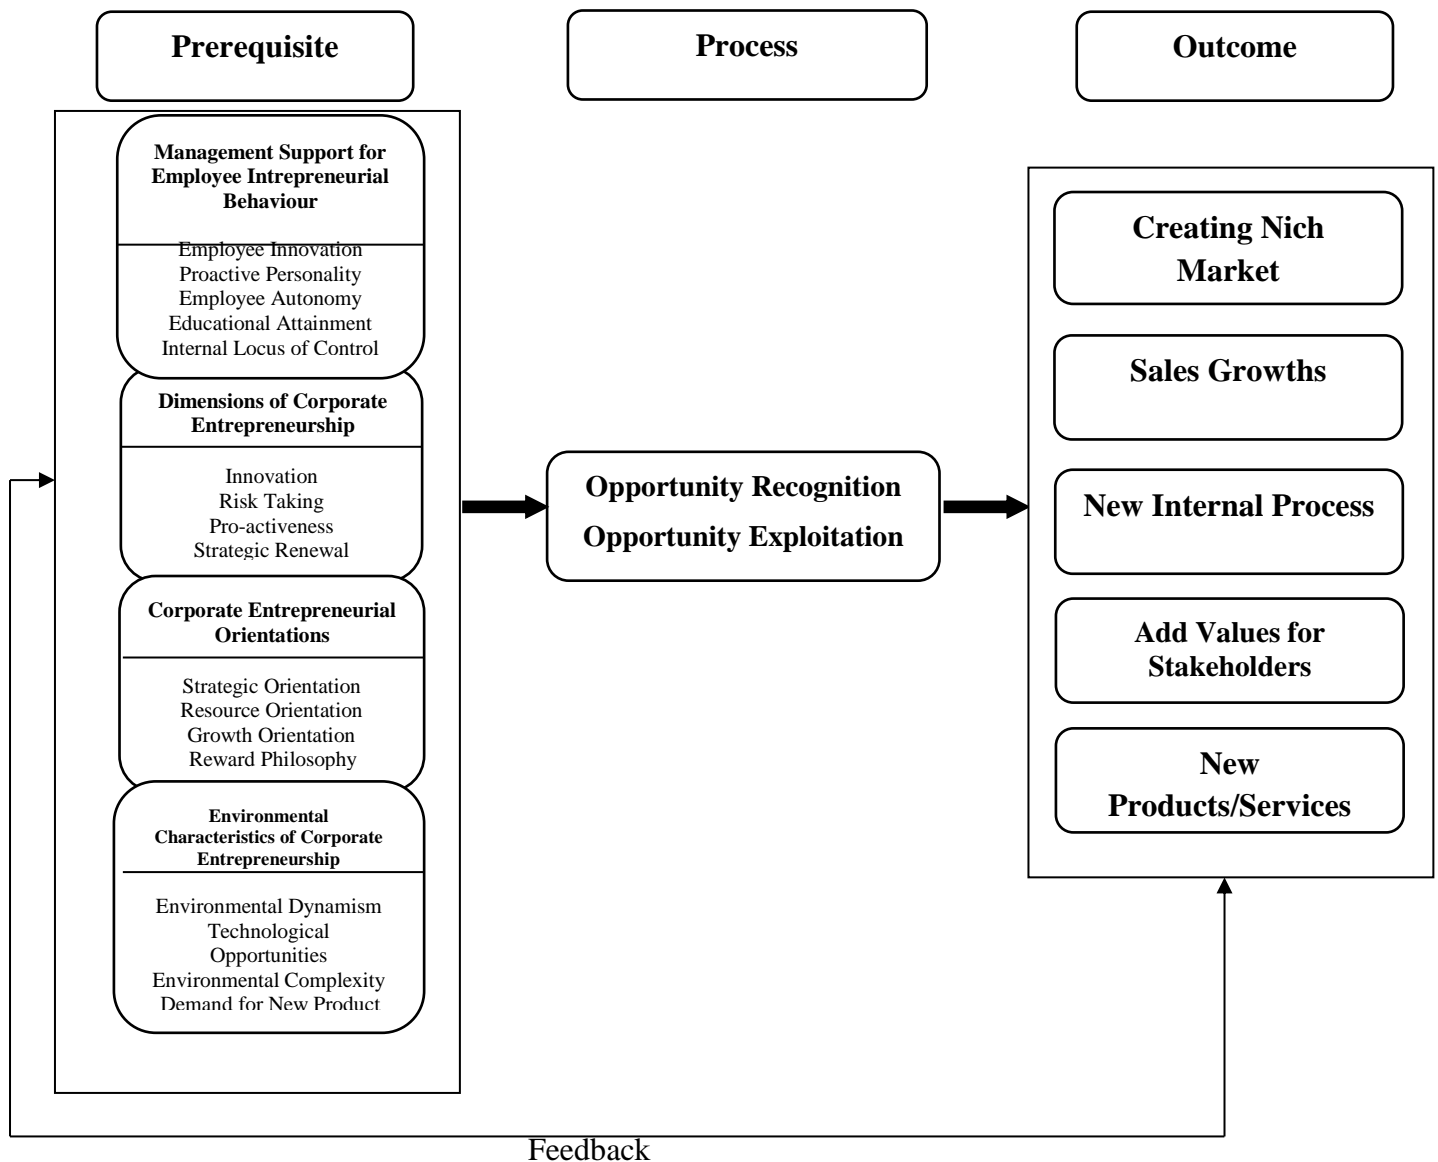 Prerequisite
Process
Outcome
Management Support for
Employee Intrepreneurial
Behaviour
Employee Innovation
Proactive Personality
Employee Autonomy
Educational Attainment
Internal Locus of Control
Dimensions of Corporate
Entrepreneurship
Innovation
Risk Taking
Pro-activeness
Strategic Renewal
Corporate Entrepreneurial
Orientations
Strategic Orientation
Resource Orientation
Growth Orientation
Reward Philosophy
Environmental
Characteristics of Corporate
Entrepreneurship
Environmental Dynamism
Technological
Opportunities
Environmental Complexity
Demand for New Product
Opportunity Recognition
Opportunity Exploitation
Creating Nich
Market
Sales Growths
New Internal Process
Add Values for
Stakeholders
New
Products/Services
Feedback